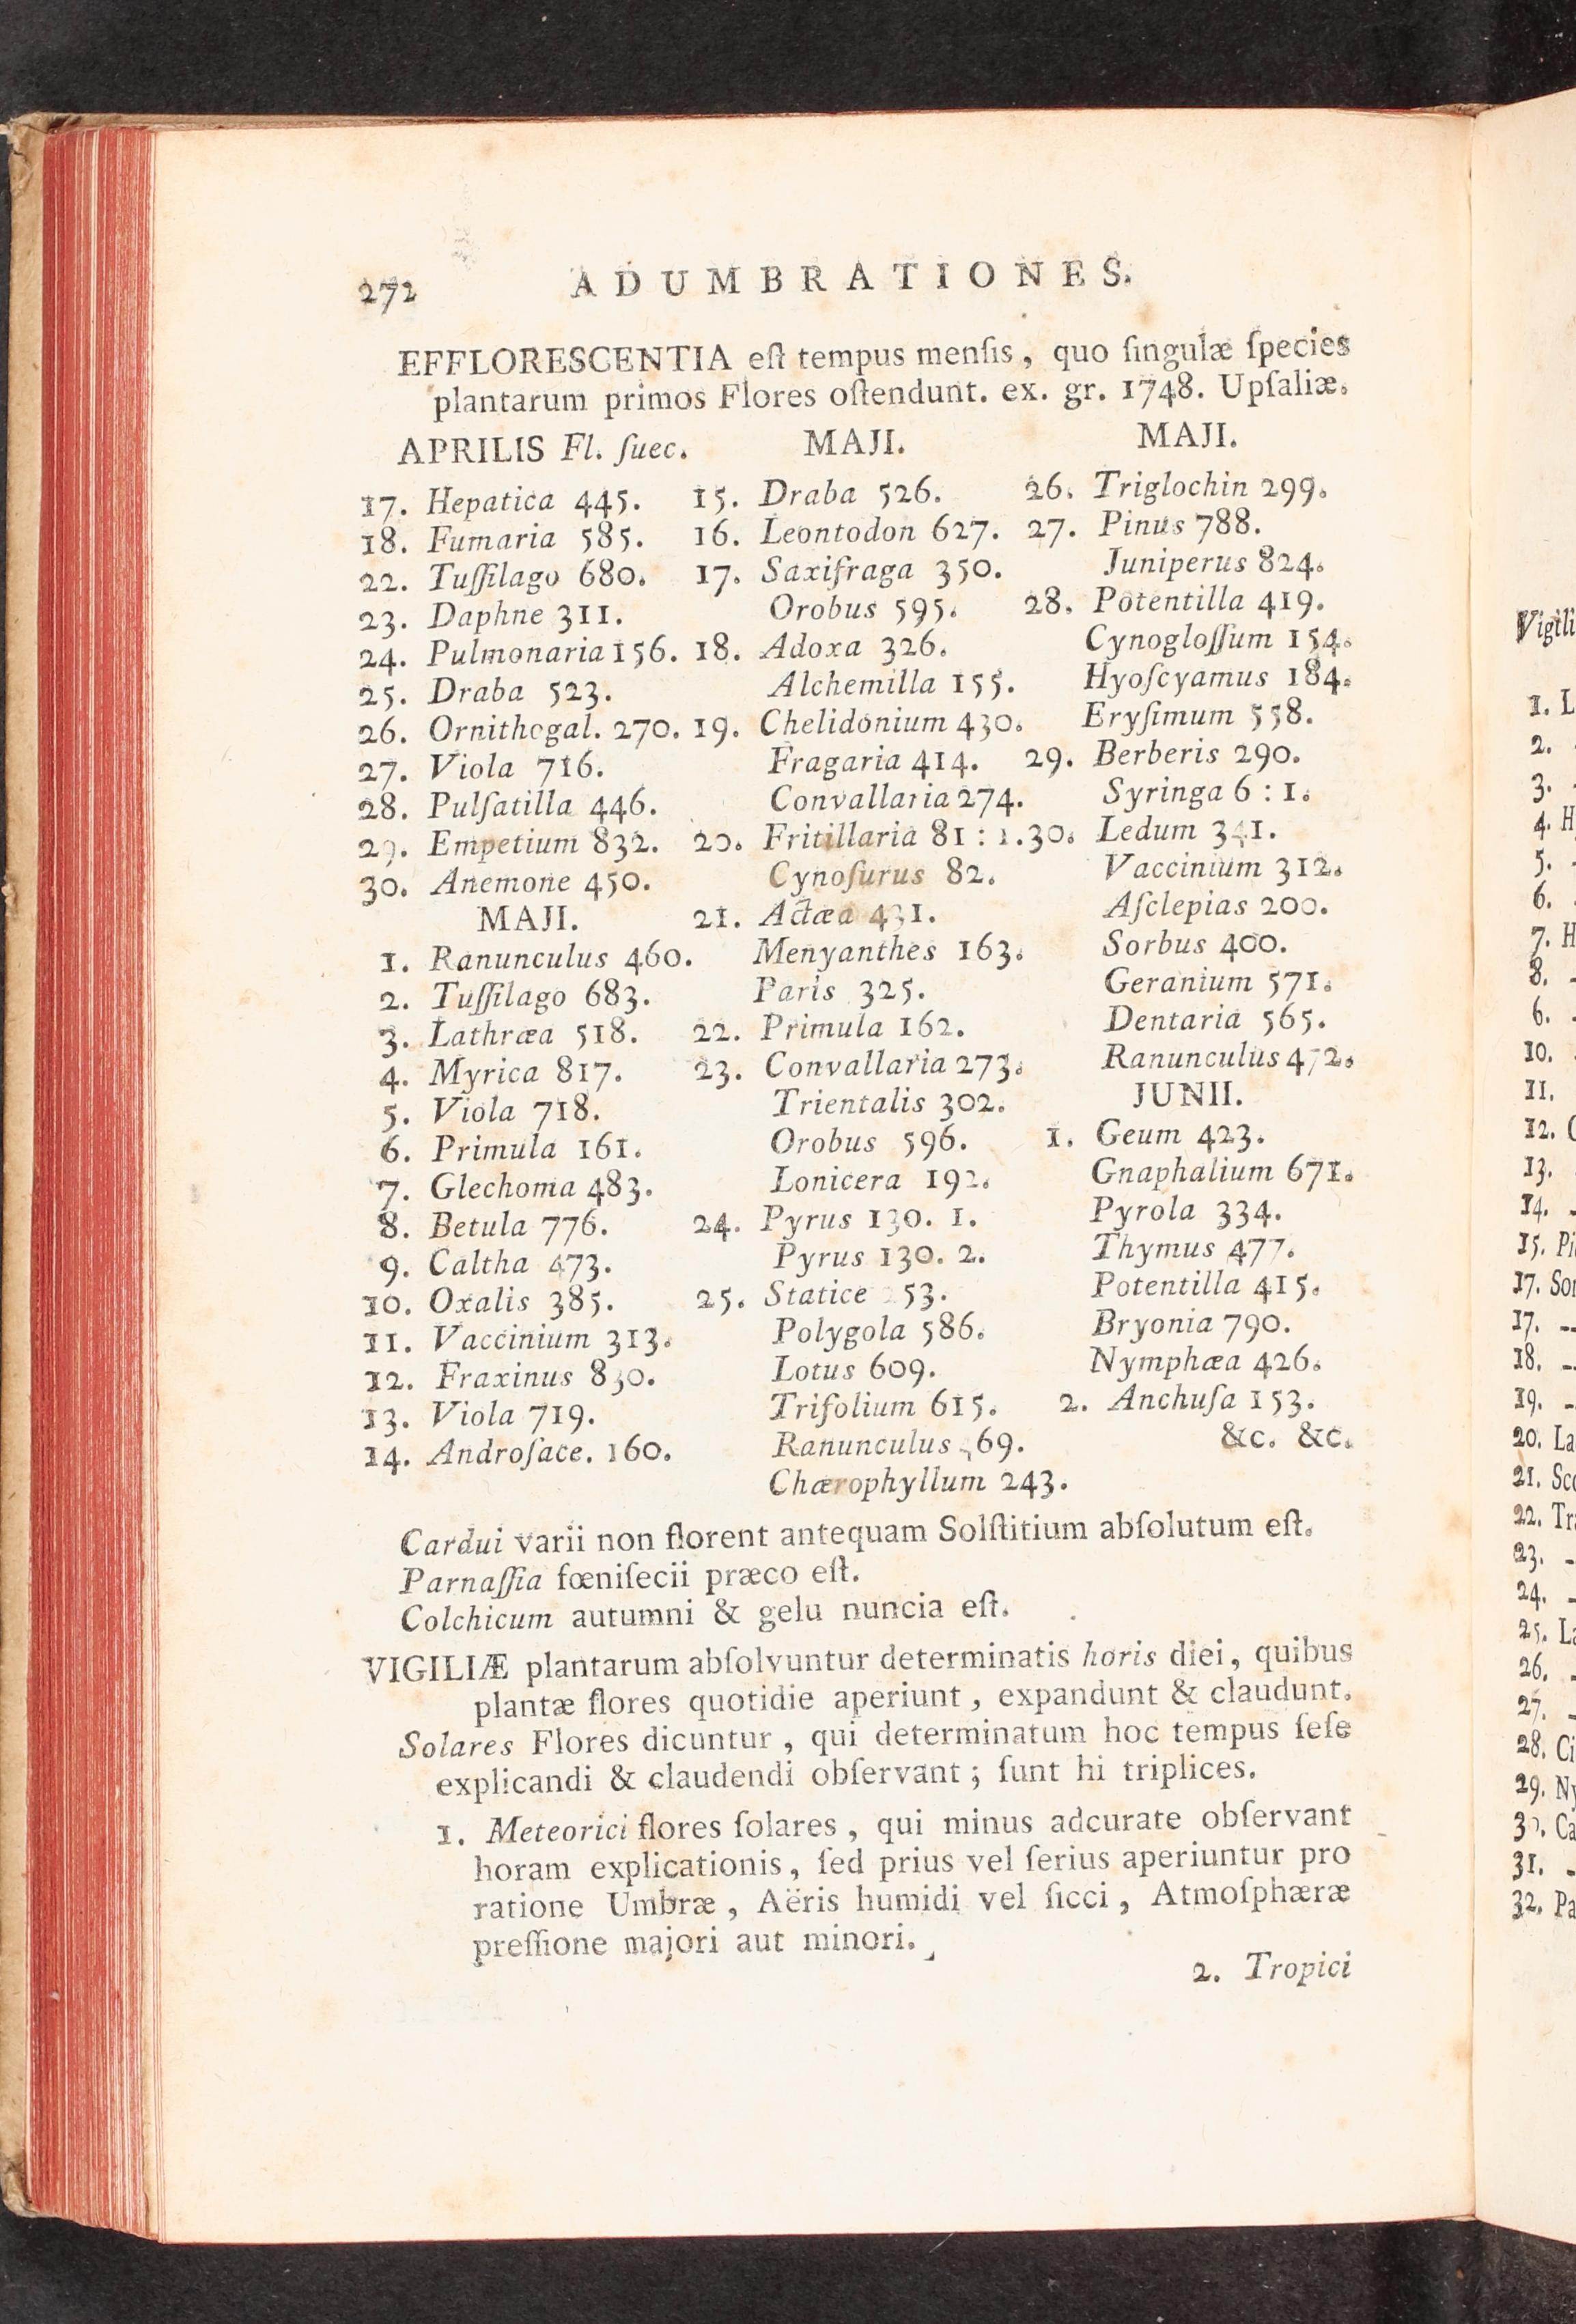 272 ADUMBRATIONES.
EFFLORESCENTIA eſt tempus menſis, quo ſingulæ ſpecies
plantarum primos Flores oſtendunt. ex. gr. 1748. Upſaliæ.
APRILIS Fl. ſuec.
17. Hepatica 445.
18. Fumaria 585.
22. Tuſſilago 680.
23. Daphne 311.
24. Pulmonaria 156.
25. Draba 523.
26. Ornithogal. 270.
27. Viola 716.
28. Pulſatilla 446.
29. Empetium 832.
30. Anemone 450.
MAJI.
1. Ranunculus 460.
2. Tuſſilago 683.
3. Lathræa 518.
4. Myrica 817.
5. Viola 718.
6. Primula 161.
7. Glechoma 483.
8. Betula 776.
9. Caltha 473.
10. Oxalis 385.
11. Vaccinium 313.
12. Fraxinus 830.
13. Viola 719.
14. Androſace. 160.
MAJI.
15. Draba 526.
16. Leontodon 627.
17. Saxifraga 350.
Orobus 595.
18. Adoxa 326.
Alchemilla 155.
19. Chelidonium 430.
Fragaria 414.
Convallaria 274.
20. Fritillaria 81 : 1.
Cynoſurus 82.
21. Actæa 431.
Menyanthes 163.
Paris 325.
22. Primula 162.
23. Convallaria 273.
Trientalis 302.
Orobus 596.
Lonicera 192.
24. Pyrus 130. 1.
Pyrus 130. 2.
25. Statice 253.
Polygola 586.
Lotus 609.
Trifolium 615.
Ranunculus 69.
Chærophyllum 243.
MAJI.
26. Triglochin 299.
27. Pinus 788.
Juniperus 824.
28. Potentilla 419.
Cynogloſſum 154.
Hyoſcyamus 184.
Eryſimum 558.
29. Berberis 290.
Syringa 6 : 1.
30. Ledum 341.
Vaccinium 312.
Aſclepias 200.
Sorbus 400.
Geranium 571.
Dentaria 565.
Ranunculus 472.
JUNII.
1. Geum 423.
Gnaphalium 671.
Pyrola 334.
Thymus 477.
Potentilla 415.
Bryonia 790.
Nymphæa 426.
2. Anchuſa 153.
&c. &c.
Cardui varii non florent antequam Solſtitium abſolutum eſt.
Parnaſſia fœniſecii præco eſt.
Colchicum autumni & gelu nuncia eſt.
VIGILIÆ plantarum abſolvuntur determinatis horis diei, quibus
plantæ flores quotidie aperiunt, expandunt & claudunt.
Solares Flores dicuntur, qui determinatum hoc tempus ſeſe
explicandi & claudendi obſervant; ſunt hi triplices.
1. Meteorici flores ſolares, qui minus adcurate obſervant
horam explicationis, ſed prius vel ſerius aperiuntur pro
ratione Umbræ, Aëris humidi vel ſicci, Atmoſphæræ
preſſione majori aut minori.
2. Tropici